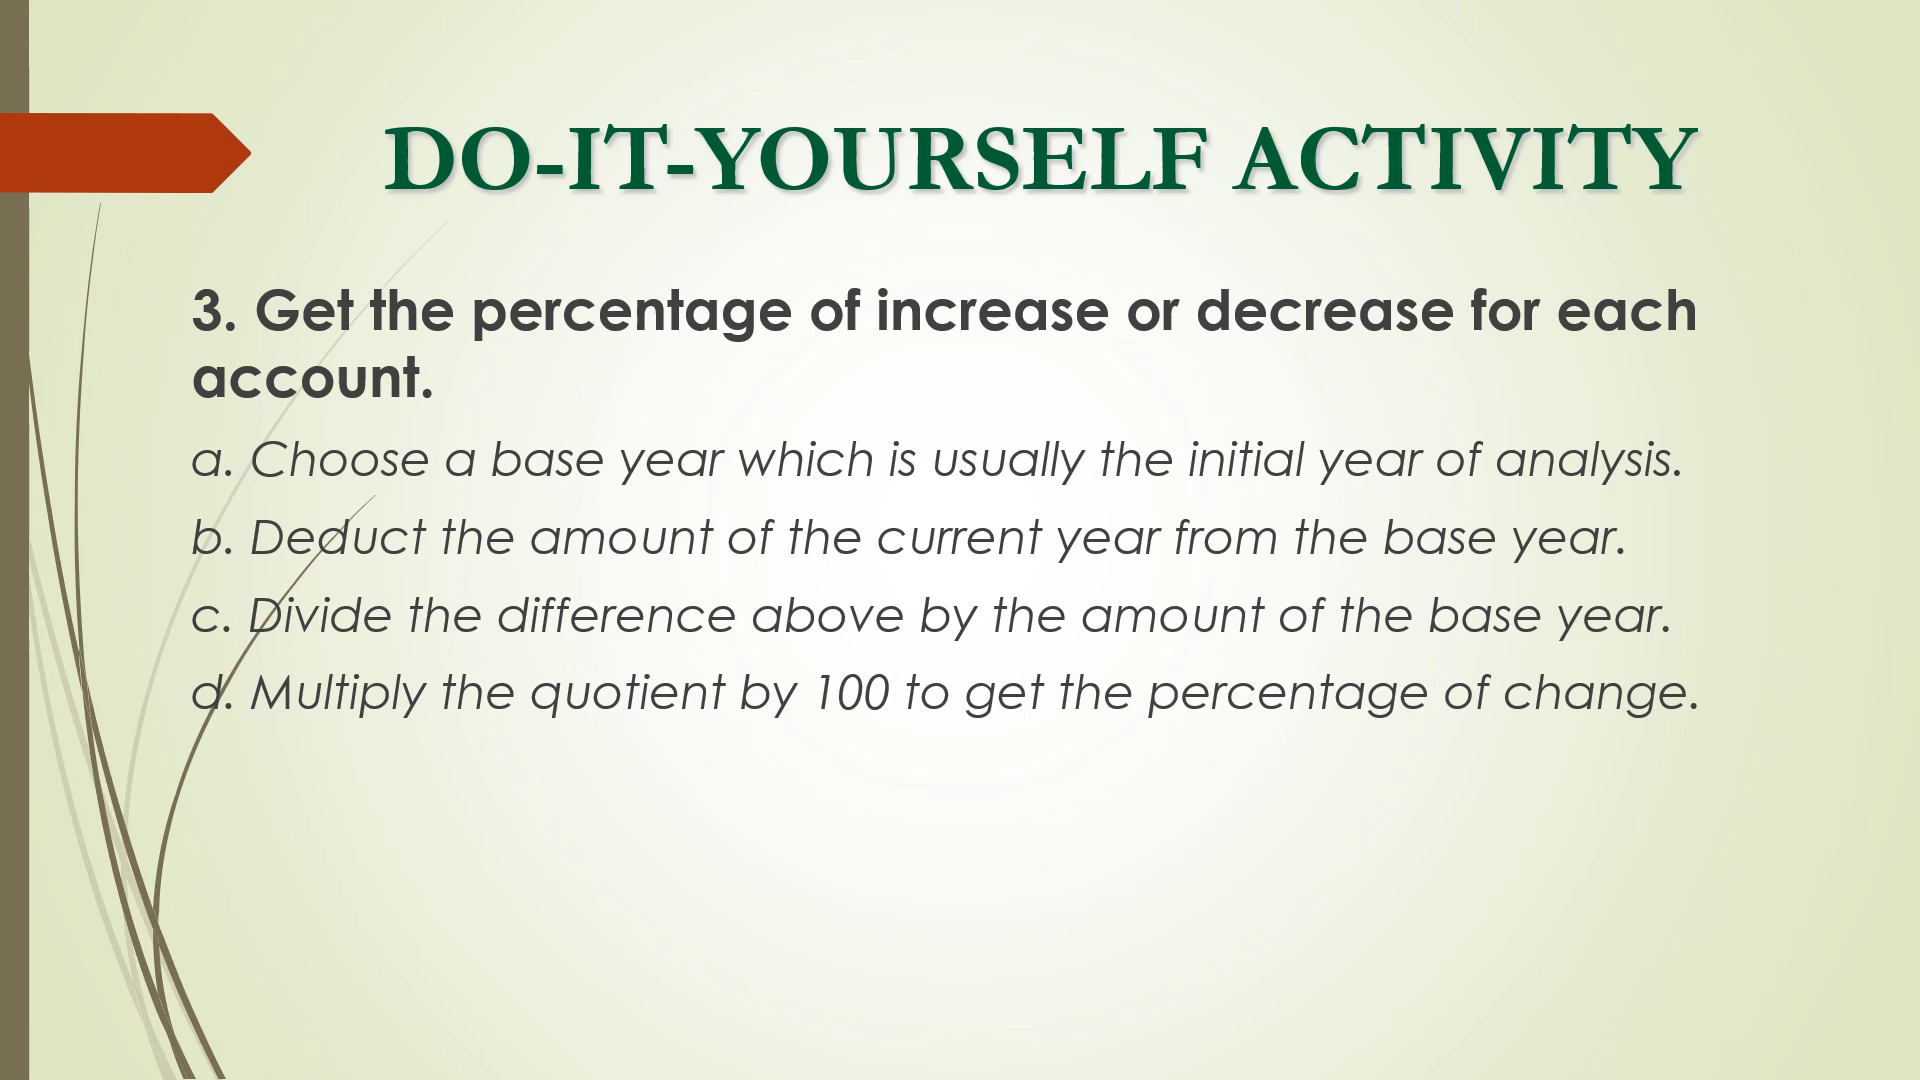 DO-IT-YOURSELF ACTIVITY
3. Get the percentage of increase or decrease for each
account.
a. Choose a base year which is usually the initial year of analysis.
b. Deduct the amount of the current year from the base year.
c. Divide the difference above by the amount of the base year.
d. Multiply the quotient by 100 to get the percentage of change.